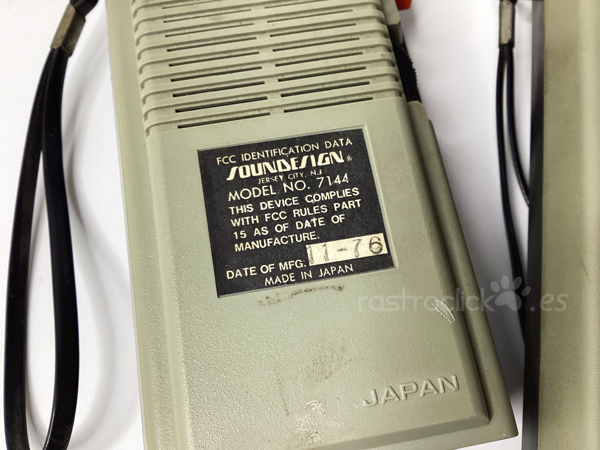 FCC IDENTIFICATION DATA
SOUNDESIGN®
JERSEY CITY, N.J.
MODEL NO. 7144
THIS DEVICE COMPLIES
WITH FCC RULES PART
15 AS OF DATE OF
MANUFACTURE.
DATE OF MFG. 11-76
MADE IN JAPAN
rastroclick.es
JAPAN